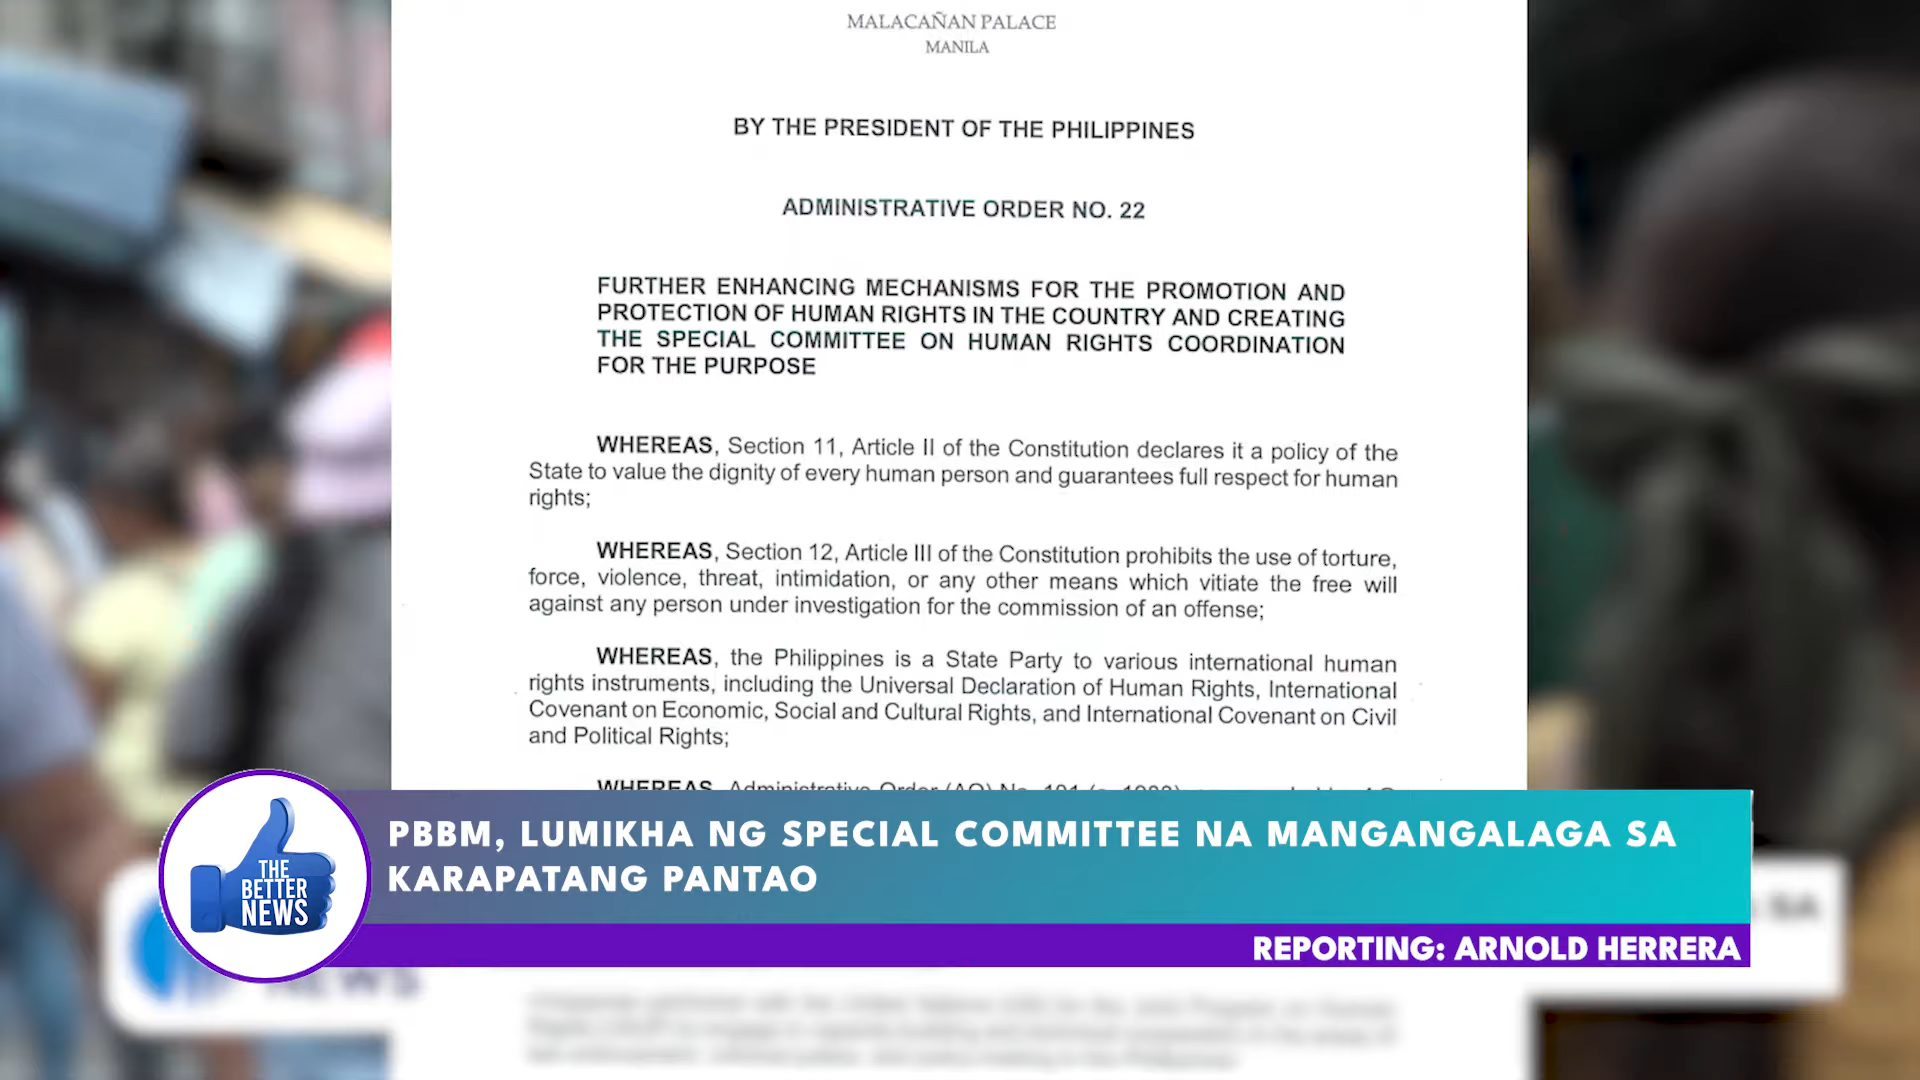 MALACAÑAN PALACE
MANILA
BY THE PRESIDENT OF THE PHILIPPINES
ADMINISTRATIVE ORDER NO. 22
FURTHER ENHANCING MECHANISMS FOR THE PROMOTION AND
PROTECTION OF HUMAN RIGHTS IN THE COUNTRY AND CREATING
THE SPECIAL COMMITTEE ON HUMAN RIGHTS COORDINATION
FOR THE PURPOSE
WHEREAS, Section 11, Article II of the Constitution declares it a policy of the
State to value the dignity of every human person and guarantees full respect for human
rights;
WHEREAS, Section 12, Article III of the Constitution prohibits the use of torture,
force, violence, threat, intimidation, or any other means which vitiate the free will
against any person under investigation for the commission of an offense;
WHEREAS, the Philippines is a State Party to various international human
rights instruments, including the Universal Declaration of Human Rights, International
Covenant on Economic, Social and Cultural Rights, and International Covenant on Civil
and Political Rights;
WHEREAS, Administrative Order (AO) No.
THE
BETTER
NEWS
PBBM, LUMIKHA NG SPECIAL COMMITTEE NA MANGANGALAGA SA
KARAPATANG PANTAO
REPORTING: ARNOLD HERRERA